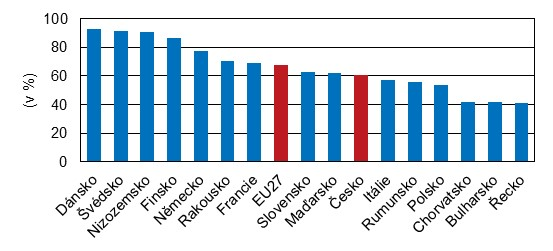 (v %)
100
80
60
40
20
0
Dánsko
Švédsko
Nizozemsko
Finsko
Německo
Rakousko
Francie
EU27
Slovensko
Maďarsko
Česko
Itálie
Rumunsko
Polsko
Chorvatsko
Bulharsko
Řecko